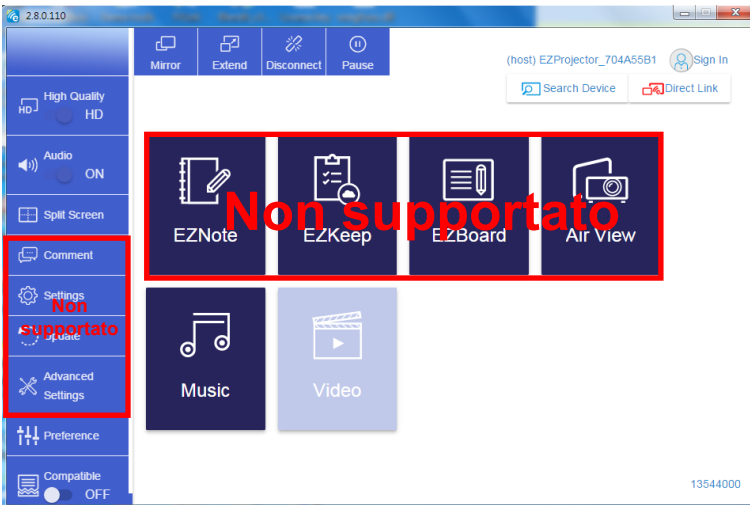 2.8.0.110
Mirror
Extend
Disconnect
Pause
(host) EZProjector_704A55B1
Sign In
Search Device
Direct Link
High Quality
HD
HD
Audio
ON
Split Screen
Comment
Settings
Update
Advanced
Settings
Non
supportato
Preference
Compatible
OFF
EZNote
EZKeep
EZBoard
Air View
Non supportato
Music
Video
13544000